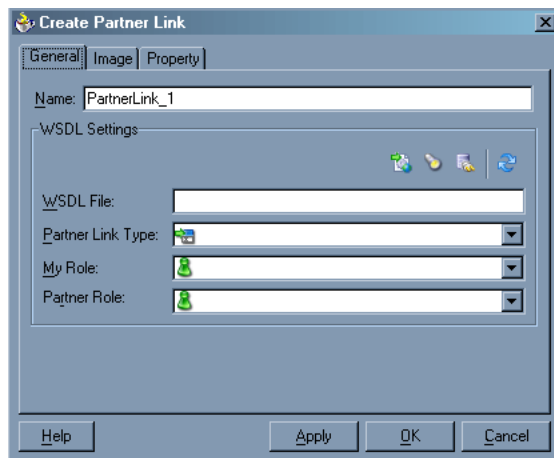 Create Partner Link
General Image Property
Name: PartnerLink_1
WSDL Settings
WSDL File:
Partner Link Type:
My Role:
Partner Role:
Help Apply OK Cancel